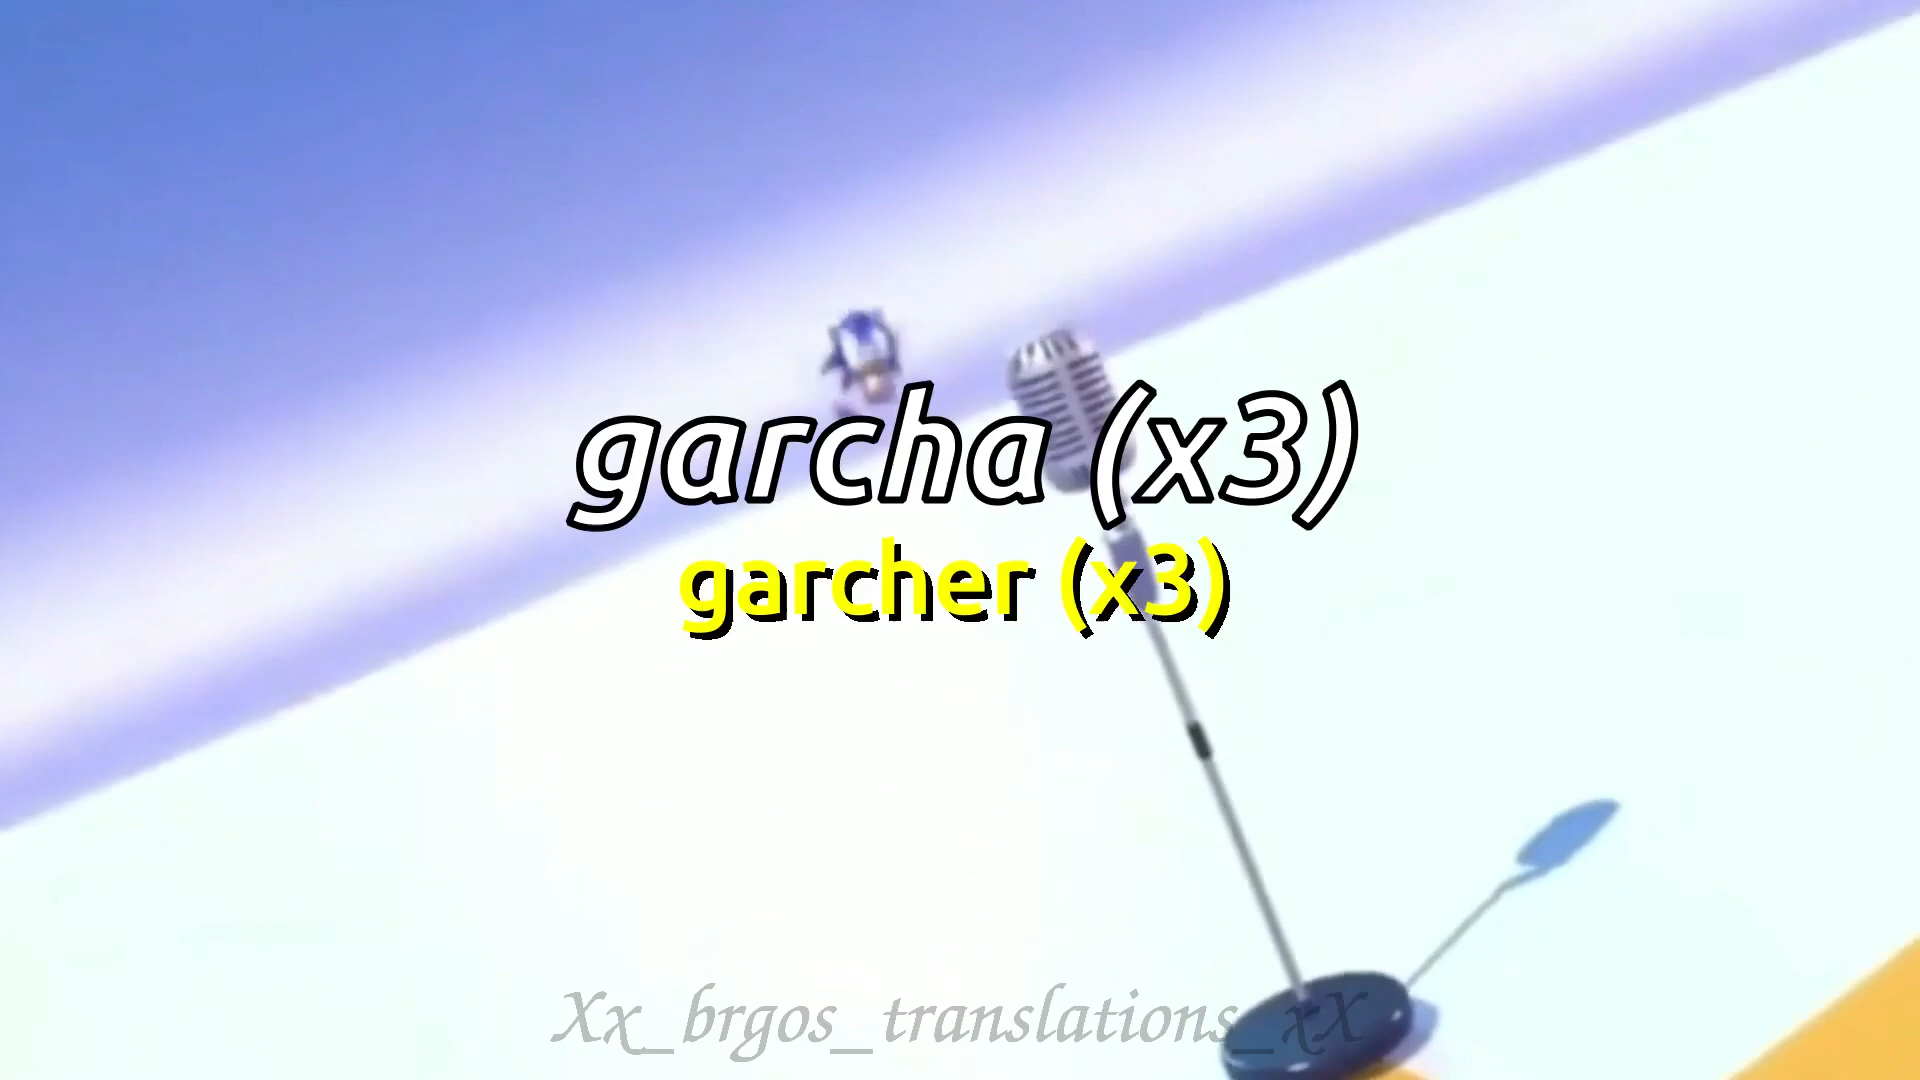 garcha (x3)
garcher (x3)
Xx_brgos_translations_xX